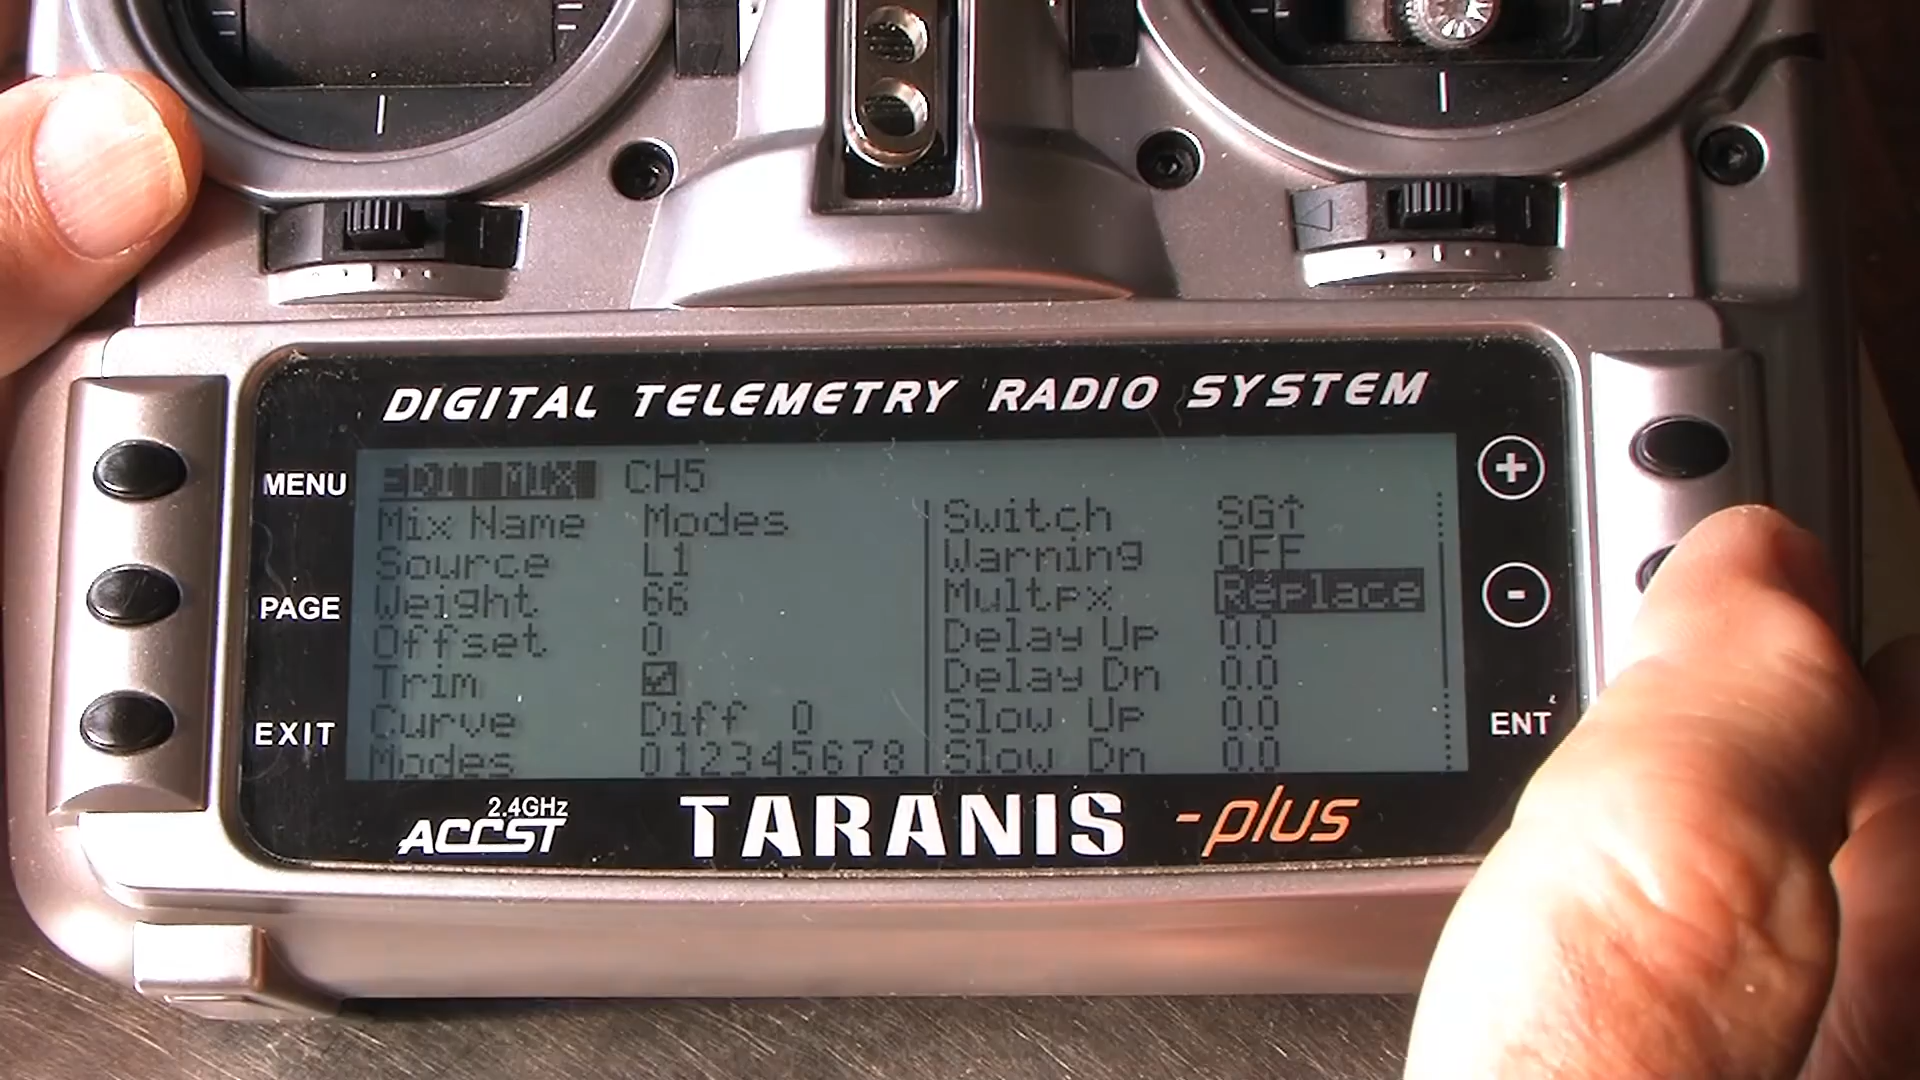 DIGITAL TELEMETRY RADIO SYSTEM
MENU
PAGE
EXIT
EDIT MIX CH5
Mix Name Modes
Source L1
Weight 66
Offset 0
Trim
Curve Diff 0
Modes 012345678
Switch SG↑
Warning OFF
Multpx Replace
Delay Up 0.0
Delay Dn 0.0
Slow Up 0.0
Slow Dn 0.0
+
-
ENT
2.4GHz
ACCST
TARANIS -plus